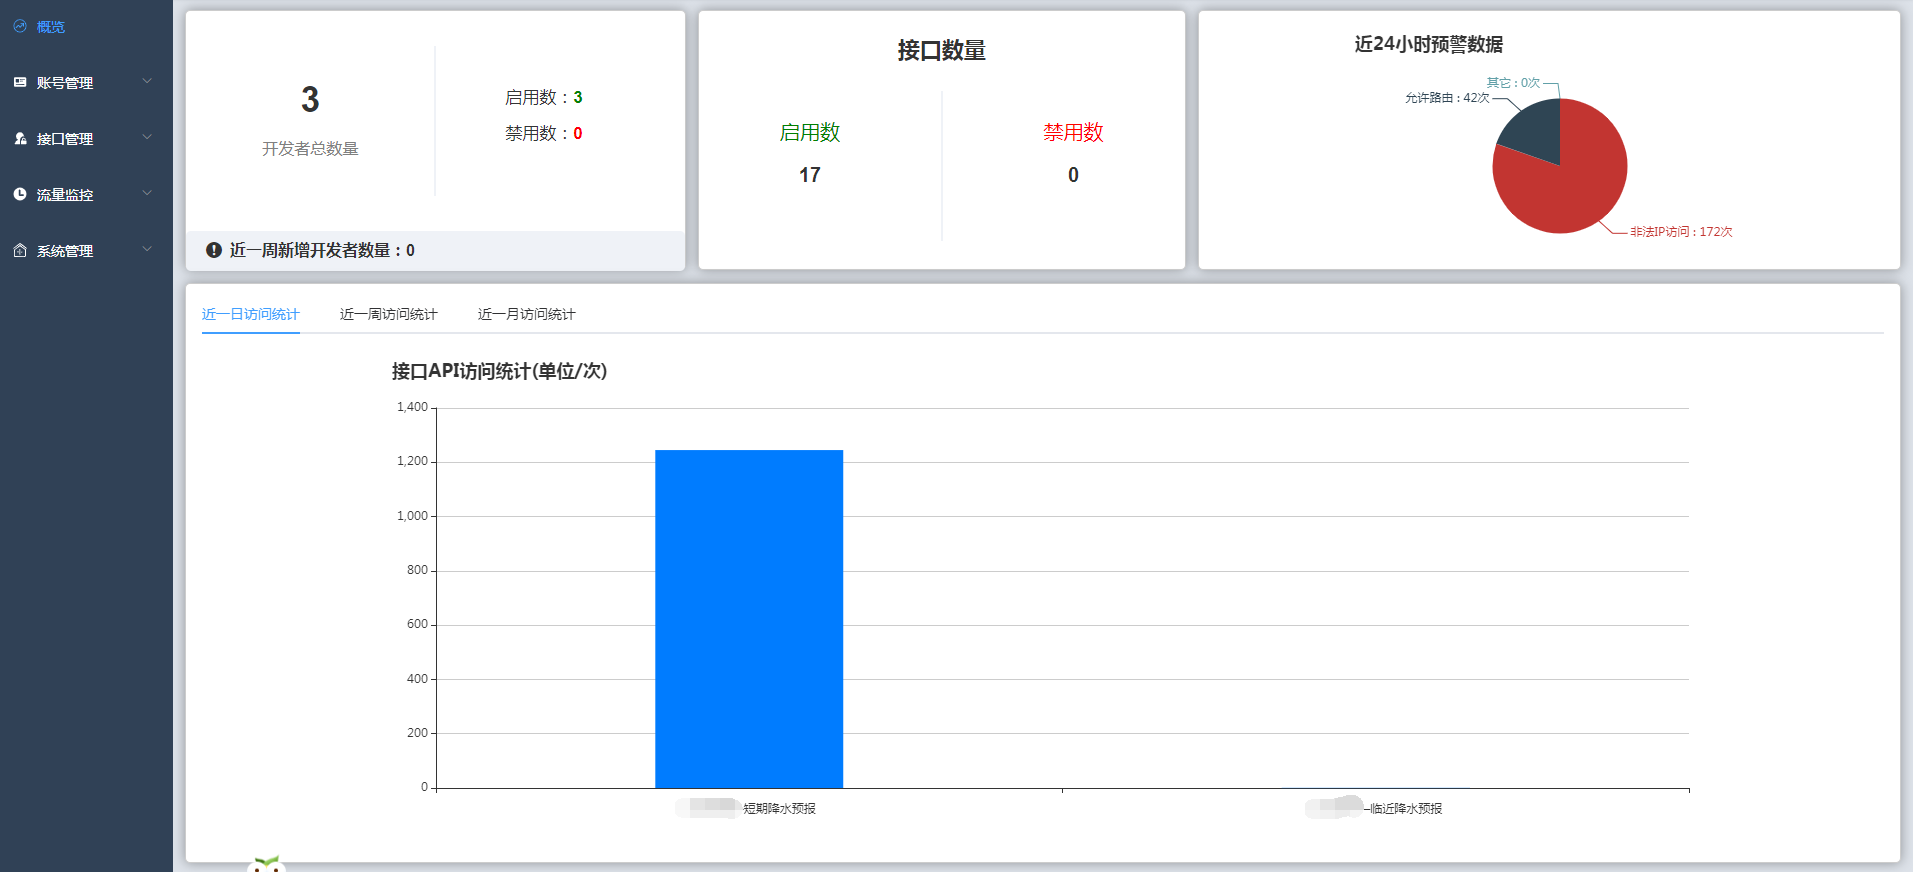 概览
账号管理
接口管理
流量监控
系统管理
3
开发者总数量
启用数：3
禁用数：0
近一周新增开发者数量：0
接口数量
启用数
17
禁用数
0
近24小时预警数据
其它 : 0次
允许路由 : 42次
非法IP访问 : 172次
近一日访问统计
近一周访问统计
近一月访问统计
接口API访问统计(单位/次)
1,400
1,200
1,000
800
600
400
200
0
短期降水预报
–临近降水预报